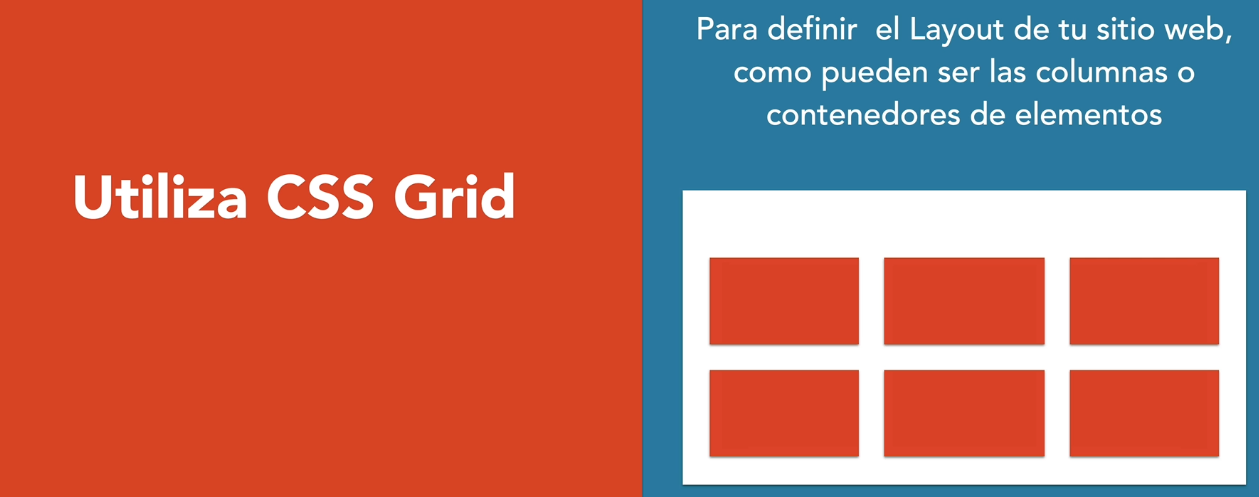 Utiliza CSS Grid
Para definir  el Layout de tu sitio web,
como pueden ser las columnas o
contenedores de elementos